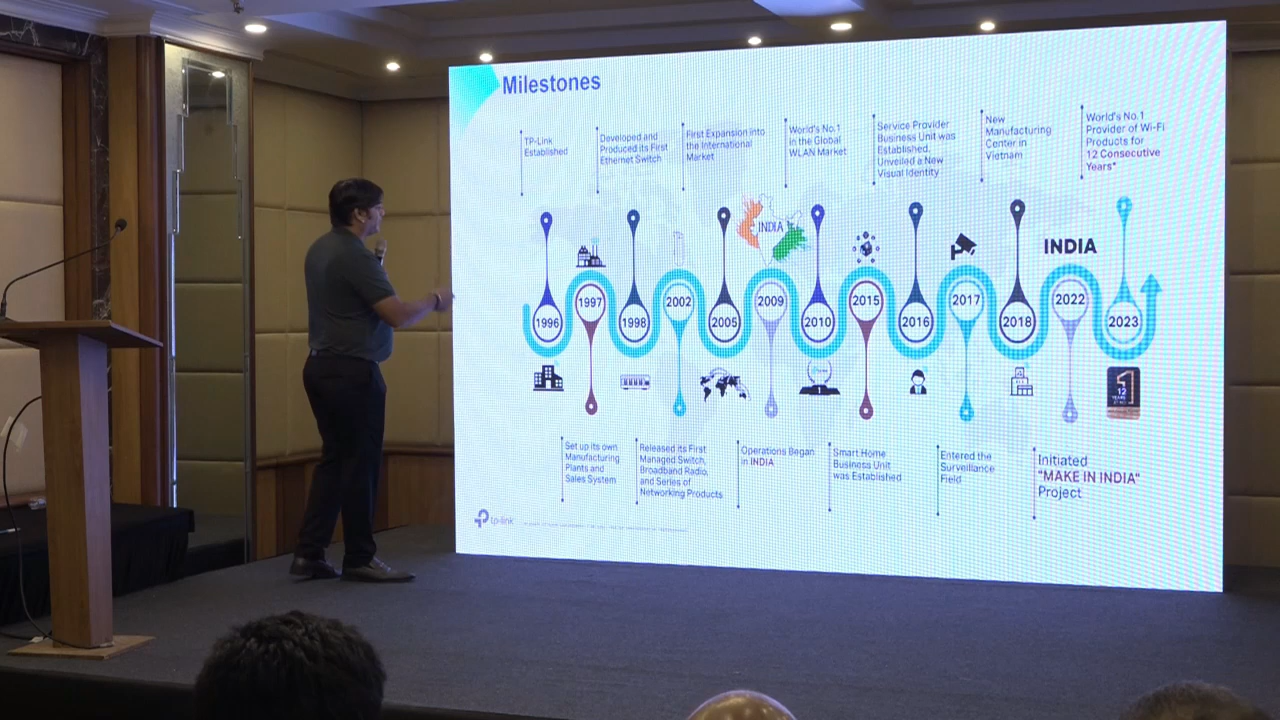 Milestones
TP-Link
Established
Developed and
Produced its First
Ethernet Switch
First Expansion into
the International
Market
World's No.1
in the Global
WLAN Market
Service Provider
Business Unit was
Established,
Unveiled a New
Visual Identity
New
Manufacturing
Center in
Vietnam
World's No.1
Provider of Wi-Fi
Products for
12 Consecutive
Years*
INDIA
INDIA
1996
1997
1998
2002
2005
2009
2010
2015
2016
2017
2018
2022
2023
12
YEARS
1
Set up its own
Manufacturing
Plants and
Sales System
Released its First
Managed Switch,
Broadband Radio,
and Series of
Networking Products
Operations Began
in INDIA
Smart Home
Business Unit
was Established
Entered the
Surveillance
Field
Initiated
"MAKE IN INDIA"
Project
tp-link